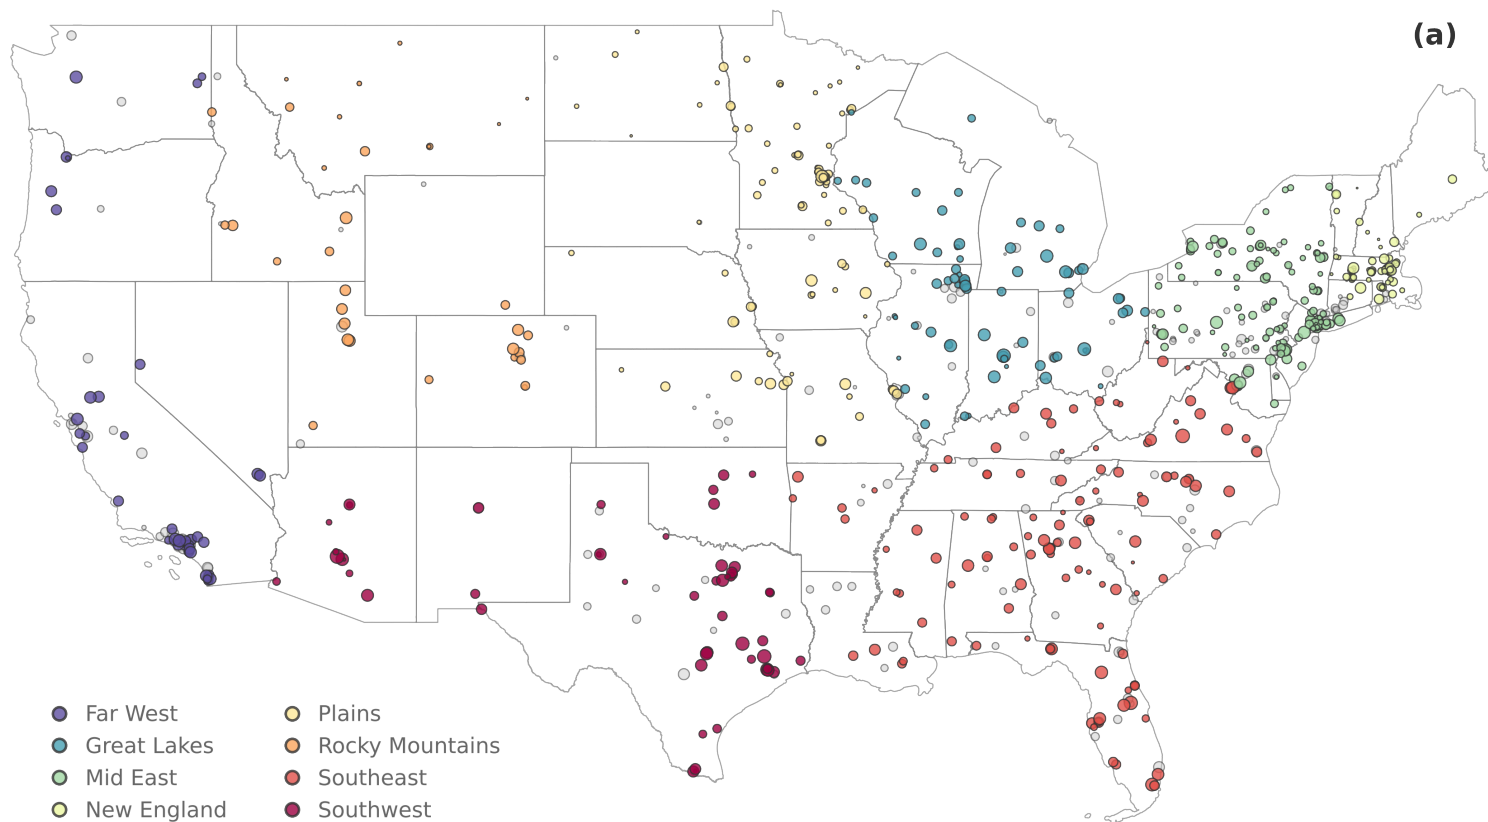 (a)
Far West
Great Lakes
Mid East
New England
Plains
Rocky Mountains
Southeast
Southwest